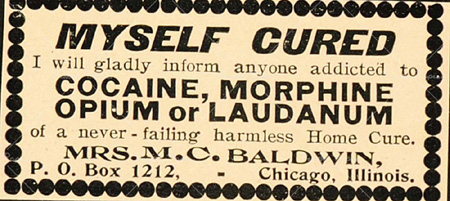 MYSELF CURED
I will gladly inform anyone addicted to
COCAINE, MORPHINE
OPIUM or LAUDANUM
of a never-failing harmless Home Cure.
MRS. M. C. BALDWIN,
P. O. Box 1212, - Chicago, Illinois.